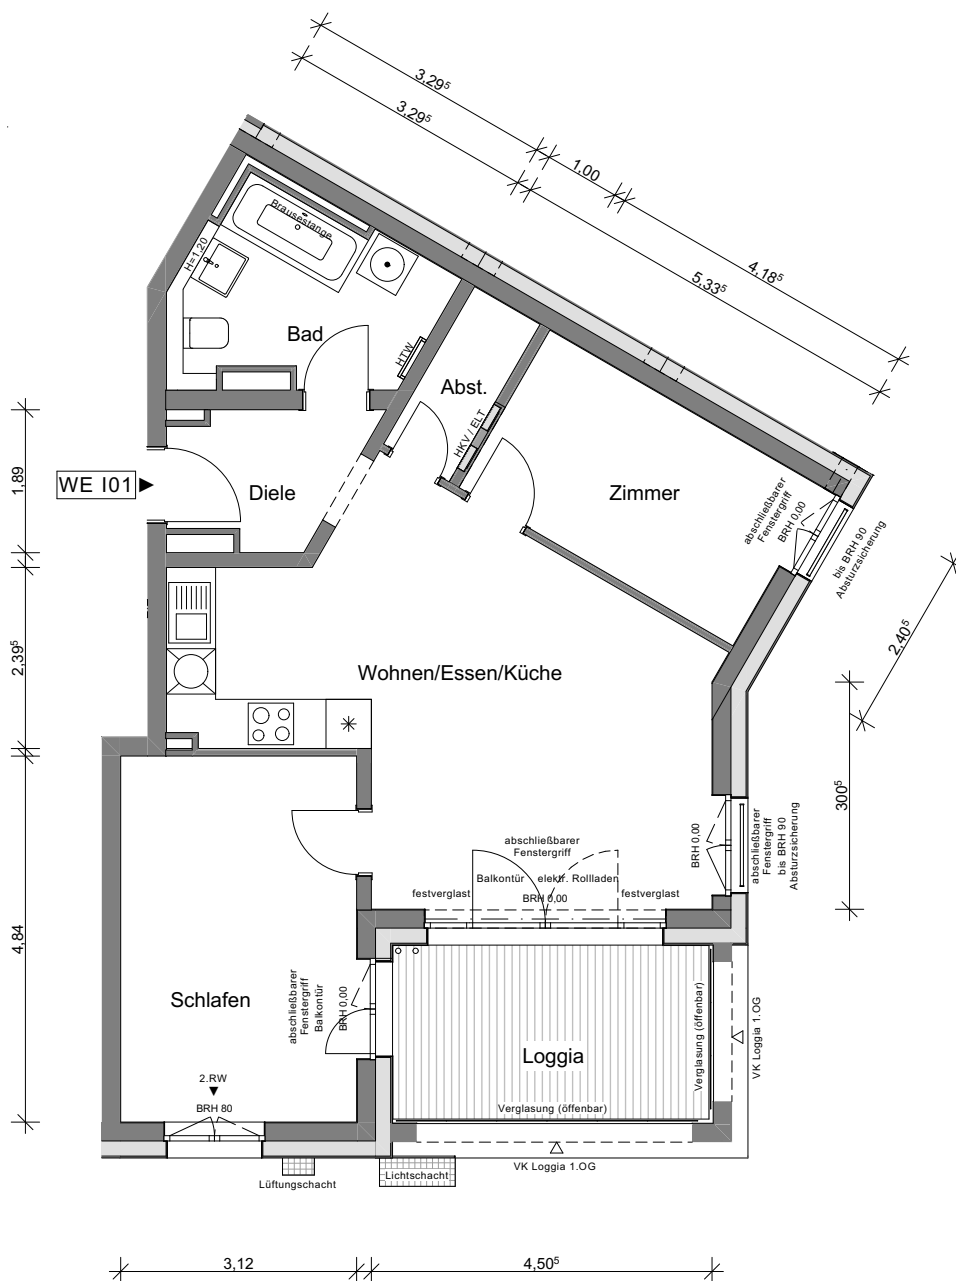 3,29⁵
3,29⁵
1,00
4,18⁵
5,33⁵
Brausestange
H=1.20
Bad
HTW
Abst.
HKV / ELT
1,89
WE I01
Diele
Zimmer
abschließbarer
Fenstergriff
BRH 0,00
bis BRH 90
Absturzsicherung
2,40⁵
2,39⁵
Wohnen/Essen/Küche
300⁵
BRH 0,00
abschließbarer
Fenstergriff
bis BRH 90
Absturzsicherung
abschließbarer
Fenstergriff
Balkontür
elektr. Rollladen
festverglast
BRH 0,00
festverglast
4,84
Schlafen
abschließbarer
Fenstergriff
Balkontür
BRH 0,00
Verglasung (öffenbar)
VK Loggia 1.OG
Loggia
2.RW
BRH 80
Verglasung (öffenbar)
VK Loggia 1.OG
Lüftungsschacht
Lichtschacht
3,12
4,50⁵